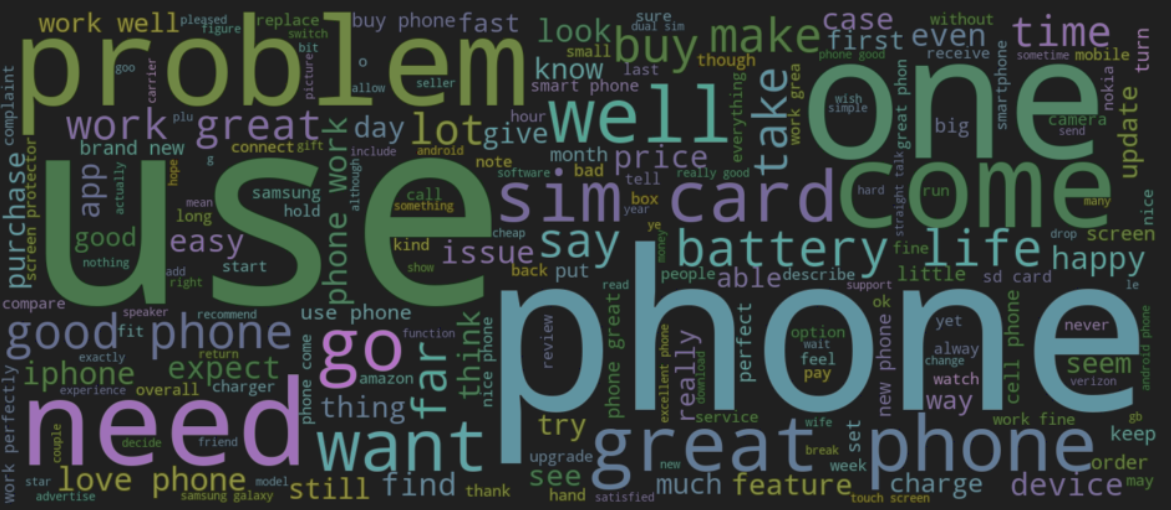 work well
pleased
figure
replace
switch
bit
buy phone
fast
look
small
buy
make
sure
dual sim
case
first
even
without
time
turn
problem
goo
carrier
picture
o
allow
seller
know
last
smart phone
though
phone good
receive
sometime
mobile
complaint
one
wish
simple
great phon
big
smartphone
camera
send
nokia
update
work great
plu
day
lot
give
hour
well
everything
take
work grea
brand new
connect
gift
include
android
note
month
price
bad
software
tell
really good
purchase
screen protector
app
actually
g
hope
use
samsung
hold
phone work
although
call
something
sim card
box
year
come
hard
straight talk
run
many
nice
mean
long
good
nothing
easy
kind
cheap
issue
say
ye
money
battery life
fine
drop
screen
happy
add
right
start
show
back
put
people
able
describe
support
little
sd card
le
compare
speaker
recommend
use phone
read
phone
good phone
fit
go
function
far
think
nice phone
review
phone great
excellent phone
really
download
perfect
option
wait
feel
pay
ok
new phone
yet
alway
change
watch
way
cell phone
never
seem
verizon
android phone
exactly
return
iphone
expect
experience
overall
charger
phone come
amazon
work perfectly
need
couple
decide
friend
thing
want
try
service
wife
great phone
break
set
week
work fine
gb
keep
star
advertise
love phone
model
samsung galaxy
still
find
thank
upgrade
see
hand
new
satisfied
much
feature
charge
touch screen
device
order
may